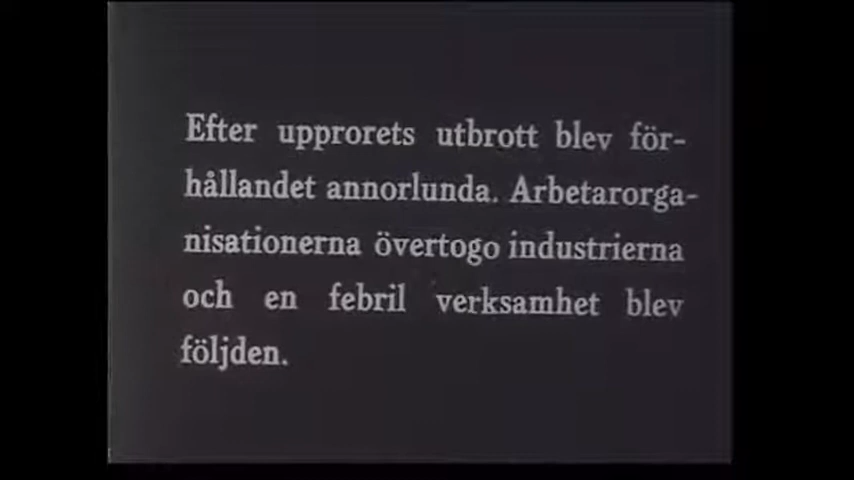 Efter upprorets utbrott blev för-
hållandet annorlunda. Arbetarorga-
nisationerna övertogo industrierna
och en febril verksamhet blev
följden.